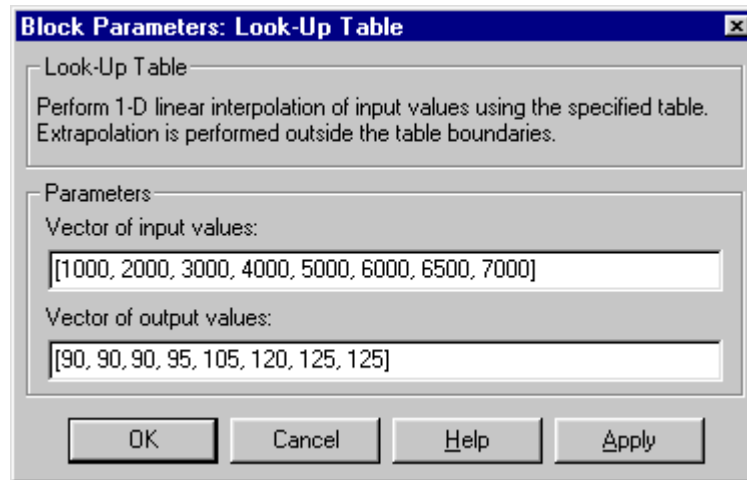 Block Parameters: Look-Up Table
Look-Up Table
Perform 1-D linear interpolation of input values using the specified table.
Extrapolation is performed outside the table boundaries.
Parameters
Vector of input values:
[1000, 2000, 3000, 4000, 5000, 6000, 6500, 7000]
Vector of output values:
[90, 90, 90, 95, 105, 120, 125, 125]
OK Cancel Help Apply